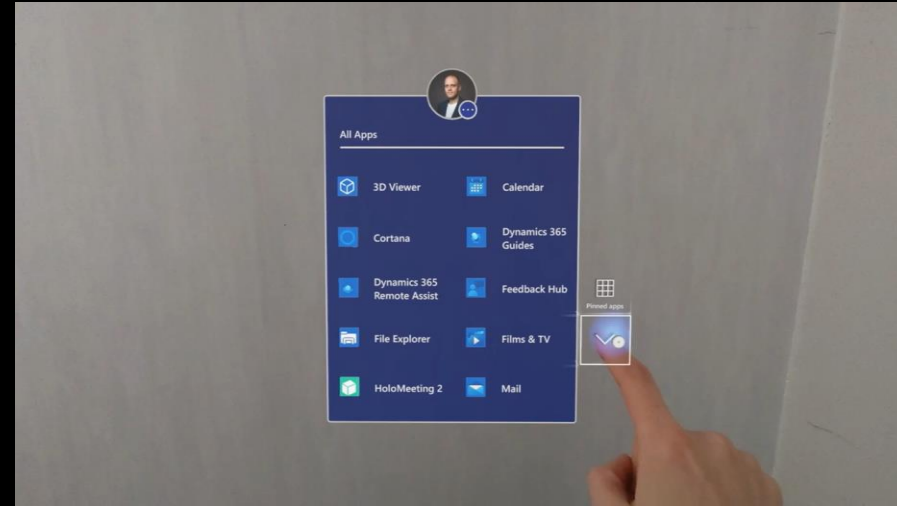 All Apps
3D Viewer
Calendar
Cortana
Dynamics 365
Guides
Dynamics 365
Remote Assist
Feedback Hub
Pinned apps
File Explorer
Films & TV
HoloMeeting 2
Mail